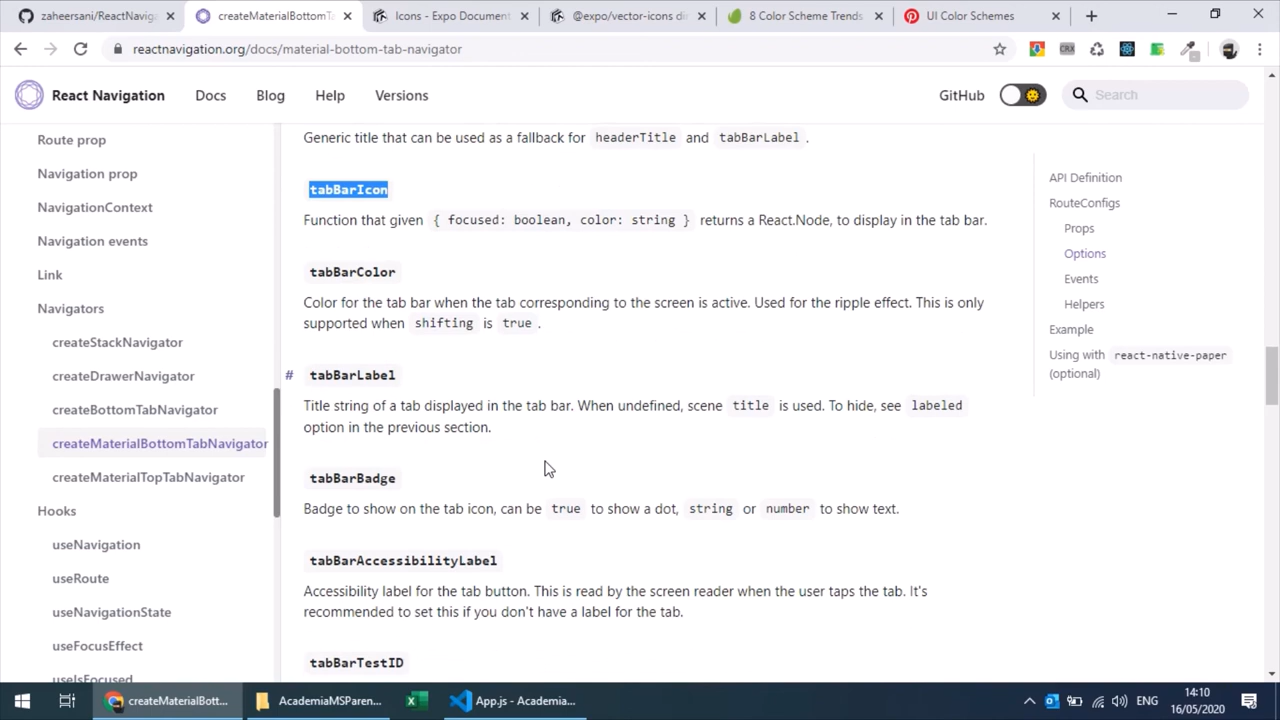 zaheersani/ReactNaviga
createMaterialBottomT
Icons - Expo Document
@expo/vector-icons di
8 Color Scheme Trends
UI Color Schemes
reactnavigation.org/docs/material-bottom-tab-navigator
CRX
React Navigation
Docs
Blog
Help
Versions
GitHub
Search
Route prop
Navigation prop
NavigationContext
Navigation events
Link
Navigators
createStackNavigator
createDrawerNavigator
createBottomTabNavigator
createMaterialBottomTabNavigator
createMaterialTopTabNavigator
Hooks
useNavigation
useRoute
useNavigationState
useFocusEffect
useIsFocused
Generic title that can be used as a fallback for headerTitle and tabBarLabel .
tabBarIcon
Function that given { focused: boolean, color: string } returns a React.Node, to display in the tab bar.
tabBarColor
Color for the tab bar when the tab corresponding to the screen is active. Used for the ripple effect. This is only
supported when shifting is true .
# tabBarLabel
Title string of a tab displayed in the tab bar. When undefined, scene title is used. To hide, see labeled
option in the previous section.
tabBarBadge
Badge to show on the tab icon, can be true to show a dot, string or number to show text.
tabBarAccessibilityLabel
Accessibility label for the tab button. This is read by the screen reader when the user taps the tab. It's
recommended to set this if you don't have a label for the tab.
tabBarTestID
API Definition
RouteConfigs
Props
Options
Events
Helpers
Example
Using with react-native-paper
(optional)
createMaterialBott...
AcademiaMSParen...
App.js - Academia...
ENG
14:10
16/05/2020